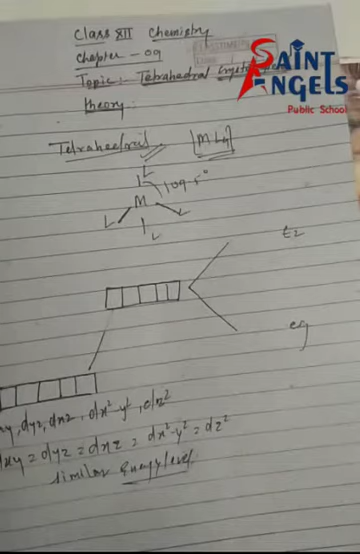 Class XII Chemistry
Chapter - 09
Topic: Tetrahedral Crystal
theory:
SAINT
ANGELS
Public School
Tetrahedral [ML4]
L
109.5°
M
L L
L
t2
eg
dxy, dyz, dxz, dx²-y², dz²
dxy = dyz = dxz = dx²-y² = dz²
similar energy level